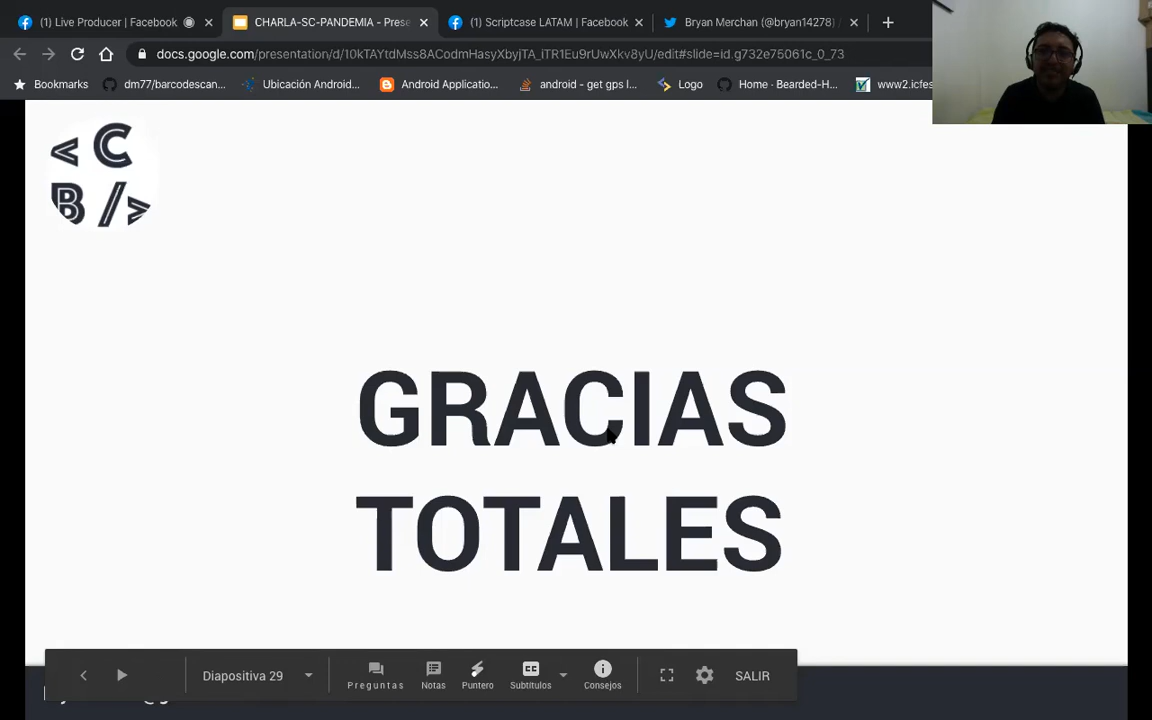 (1) Live Producer | Facebook
CHARLA-SC-PANDEMIA - Prese
(1) Scriptcase LATAM | Facebook
Bryan Merchan (@bryan14278) /
docs.google.com/presentation/d/10kTAYtdMss8ACodmHasyXbyjTA_iTR1Eu9rUwXkv8yU/edit#slide=id.g732e75061c_0_73
Bookmarks
dm77/barcodescan...
Ubicación Android...
Android Applicatio...
android - get gps l...
Logo
Home · Bearded-H...
www2.icfes
< C
B />
GRACIAS
TOTALES
Diapositiva 29
Preguntas
Notas
Puntero
CC
Subtítulos
Consejos
SALIR